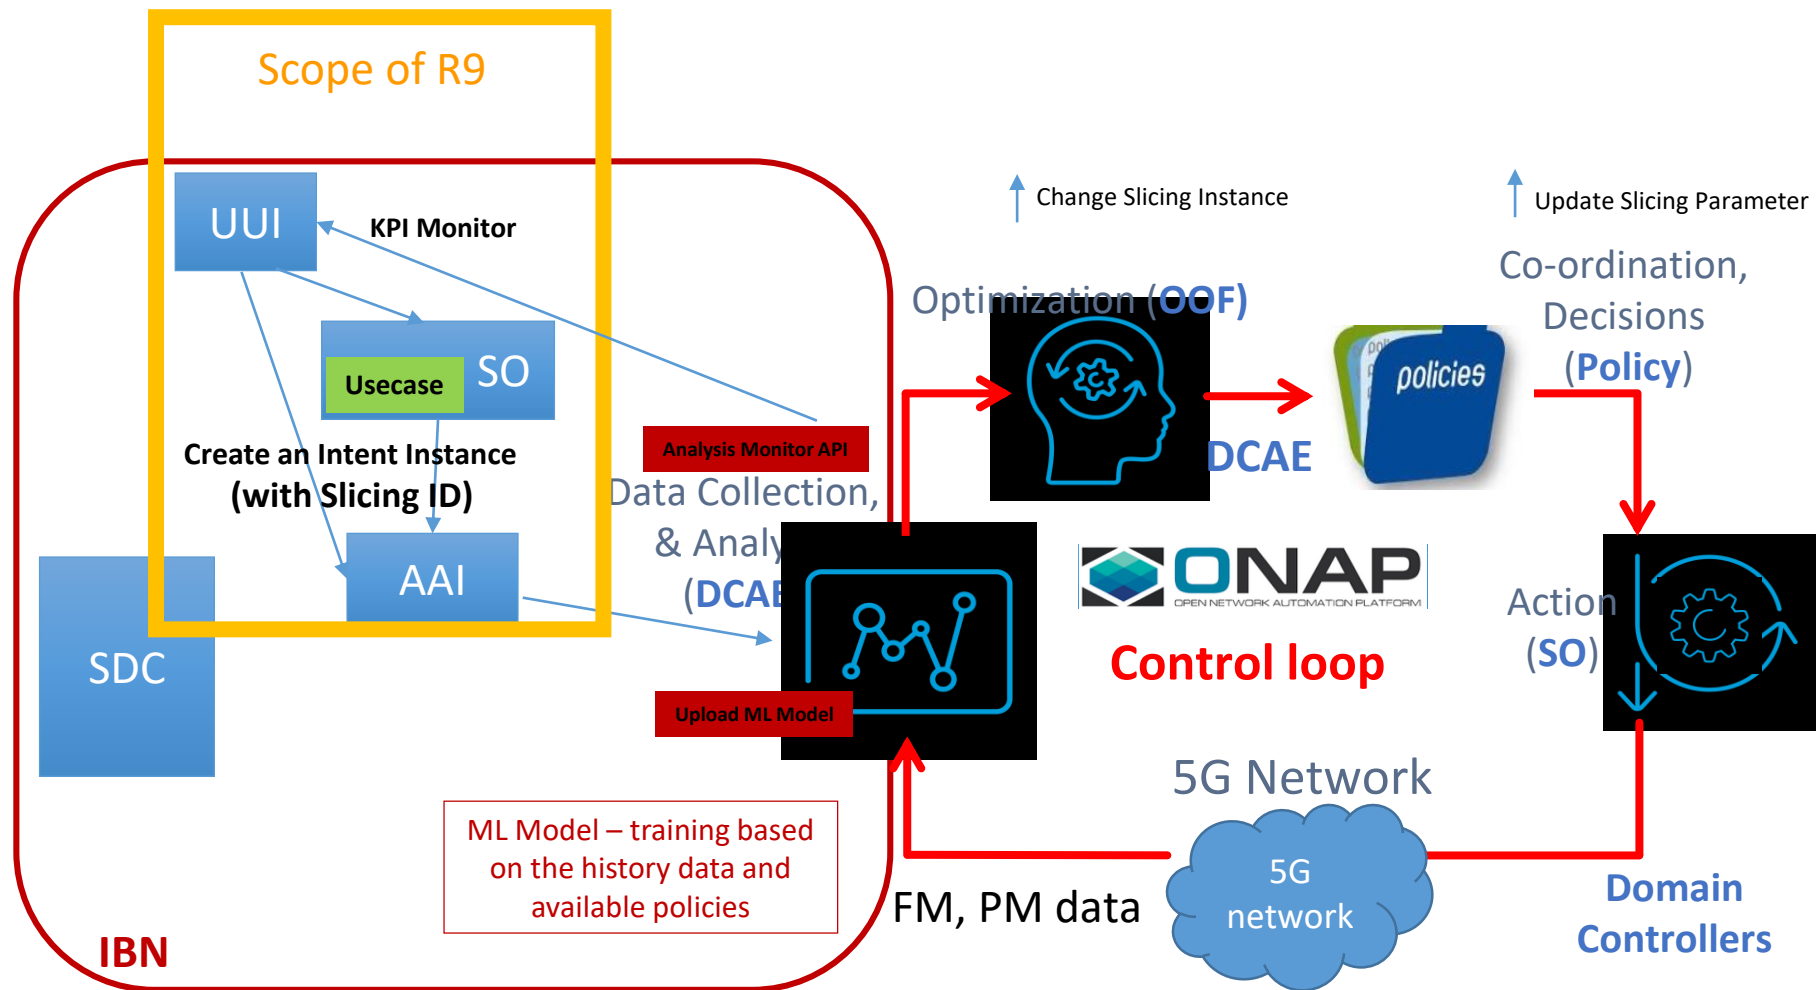 Scope of R9
UUI
KPI Monitor
Change Slicing Instance
Update Slicing Parameter
Optimization (OOF)
Co-ordination,
Decisions
(Policy)
SO
Usecase
policies
DCAE
Analysis Monitor API
Create an Intent Instance
(with Slicing ID)
Data Collection,
& Analy
(DCAE
AAI
ONAP
OPEN NETWORK AUTOMATION PLATFORM
Control loop
Action
(SO)
SDC
Upload ML Model
5G Network
ML Model – training based
on the history data and
available policies
5G
network
FM, PM data
Domain
Controllers
IBN